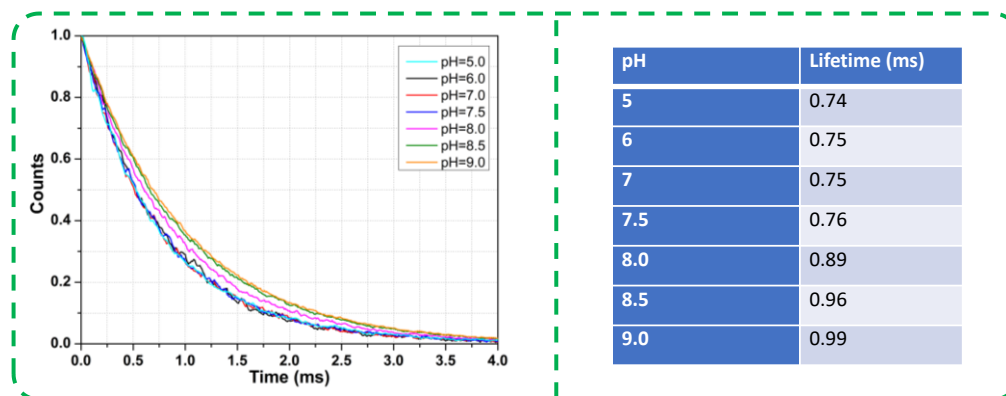 1.0
0.8
0.6
0.4
0.2
0.0
Counts
0.0 0.5 1.0 1.5 2.0 2.5 3.0 3.5 4.0
Time (ms)
pH=5.0
pH=6.0
pH=7.0
pH=7.5
pH=8.0
pH=8.5
pH=9.0
pH Lifetime (ms)
5 0.74
6 0.75
7 0.75
7.5 0.76
8.0 0.89
8.5 0.96
9.0 0.99